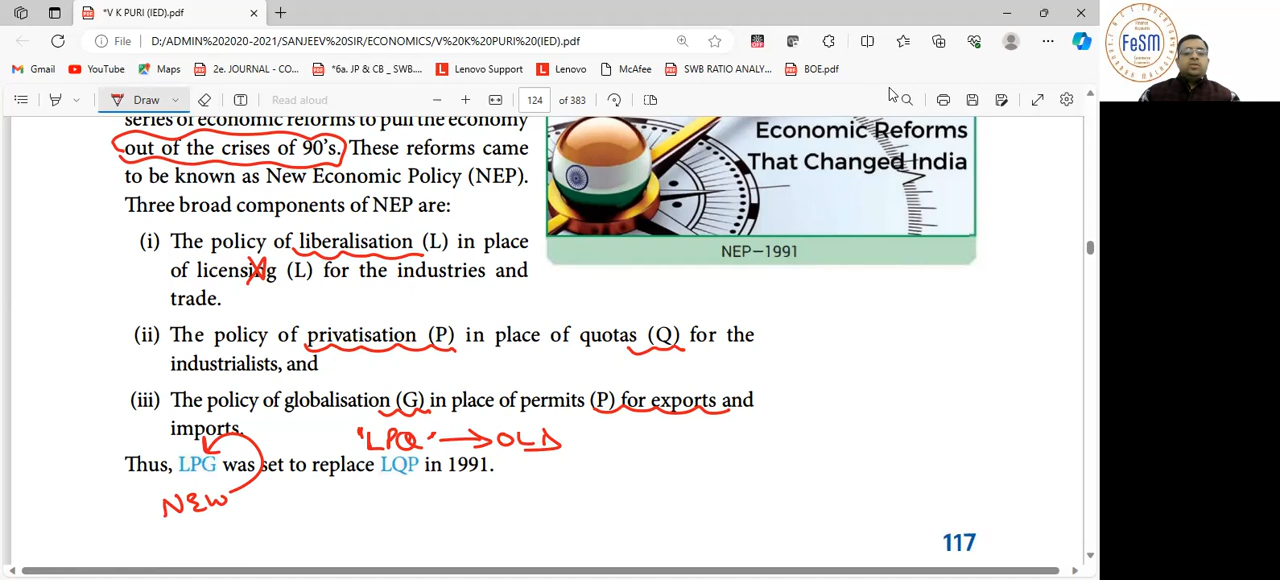 *V K PURI (IED).pdf
File D:/ADMIN%202020-2021/SANJEEV%20SIR/ECONOMICS/V%20K%20PURI%20(IED).pdf
Gmail YouTube Maps 2e. JOURNAL - CO... *6a. JP & CB _SWB.... Lenovo Support Lenovo McAfee SWB RATIO ANALY... BOE.pdf
Draw Read aloud 124 of 383
series of economic reforms to pull the economy
out of the crises of 90's. These reforms came
to be known as New Economic Policy (NEP).
Three broad components of NEP are:
(i) The policy of liberalisation (L) in place
of licensing (L) for the industries and
trade.
Economic Reforms
That Changed India
NEP–1991
(ii) The policy of privatisation (P) in place of quotas (Q) for the
industrialists, and
(iii) The policy of globalisation (G) in place of permits (P) for exports and
imports.
'LPQ' → OLD
Thus, LPG was set to replace LQP in 1991.
NEW
117
FeSM